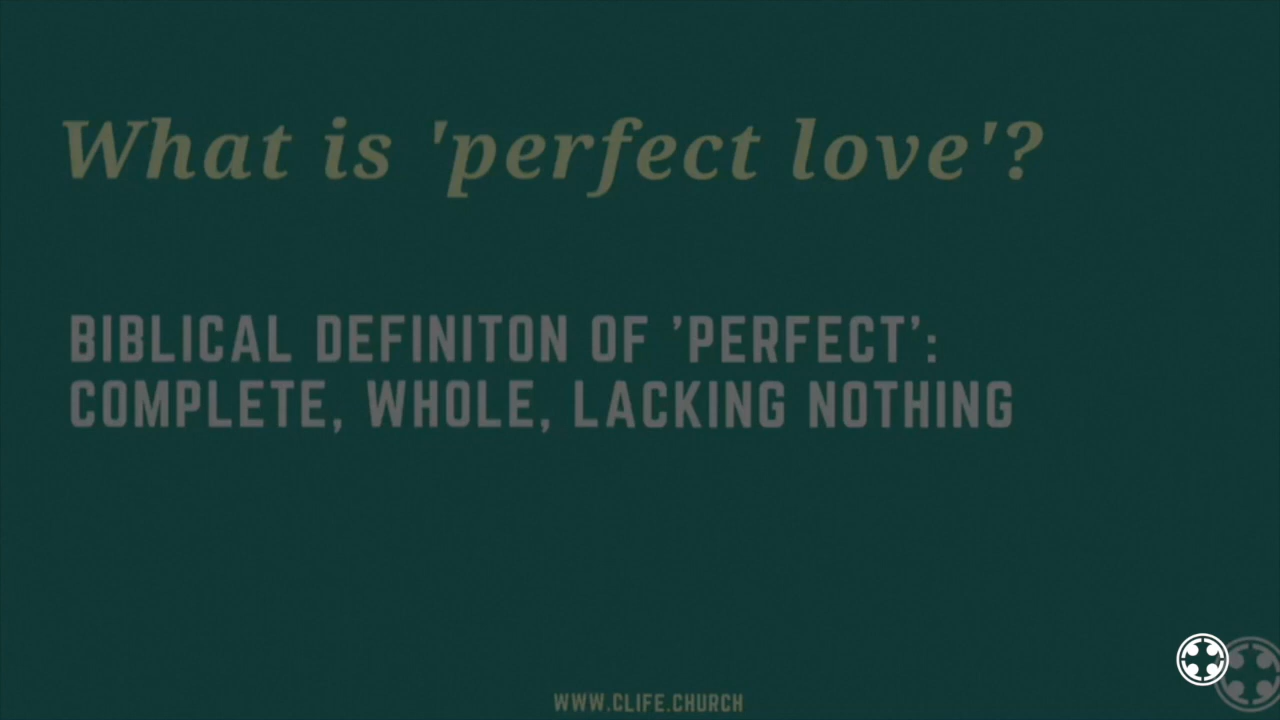 What is 'perfect love'?
BIBLICAL DEFINITON OF 'PERFECT':
COMPLETE, WHOLE, LACKING NOTHING
WWW.CLIFE.CHURCH